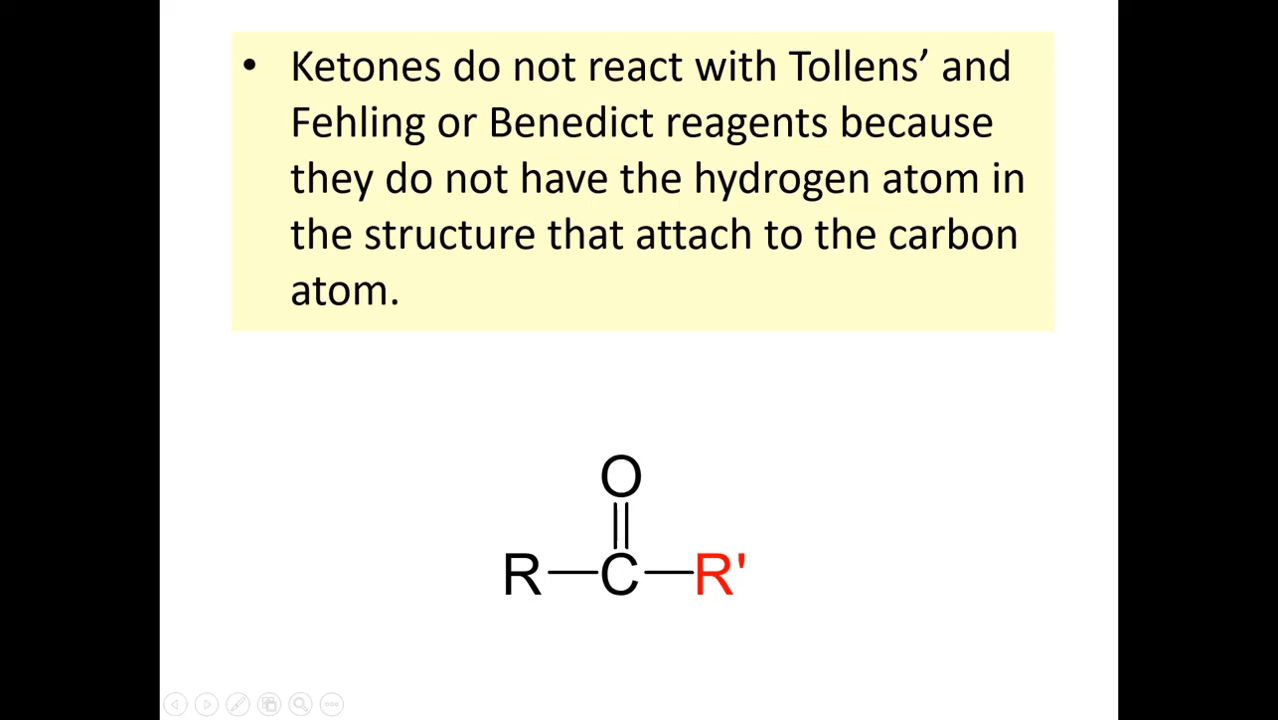 • Ketones do not react with Tollens’ and
Fehling or Benedict reagents because
they do not have the hydrogen atom in
the structure that attach to the carbon
atom.
O
R—C—R'